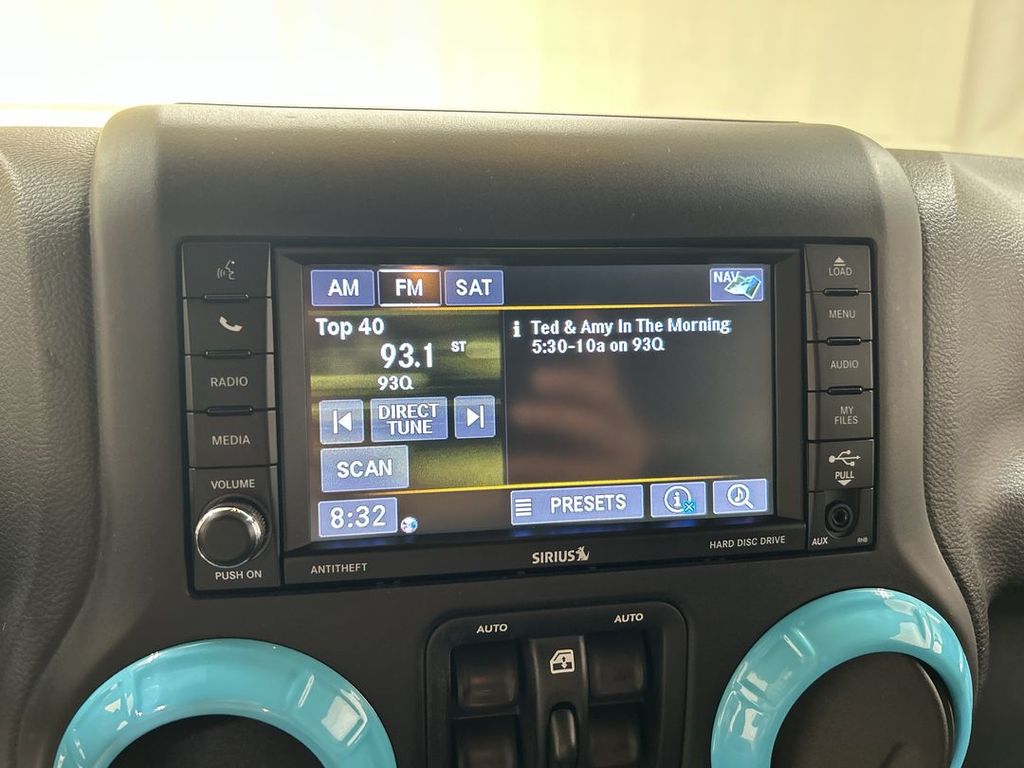 AM FM SAT NAV
Top 40
93.1 ST
93Q
DIRECT
TUNE
SCAN
8:32
i Ted & Amy In The Morning
5:30-10a on 93Q
PRESETS
i
RADIO
MEDIA
VOLUME
PUSH ON
LOAD
MENU
AUDIO
MY
FILES
PULL
AUX RHB
ANTITHEFT
SIRIUS
HARD DISC DRIVE
AUTO AUTO